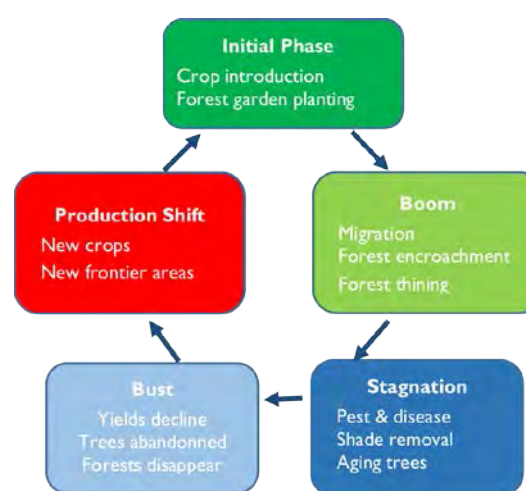 Initial Phase
Crop introduction
Forest garden planting
Boom
Migration
Forest encroachment
Forest thining
Stagnation
Pest & disease
Shade removal
Aging trees
Bust
Yields decline
Trees abandonned
Forests disappear
Production Shift
New crops
New frontier areas